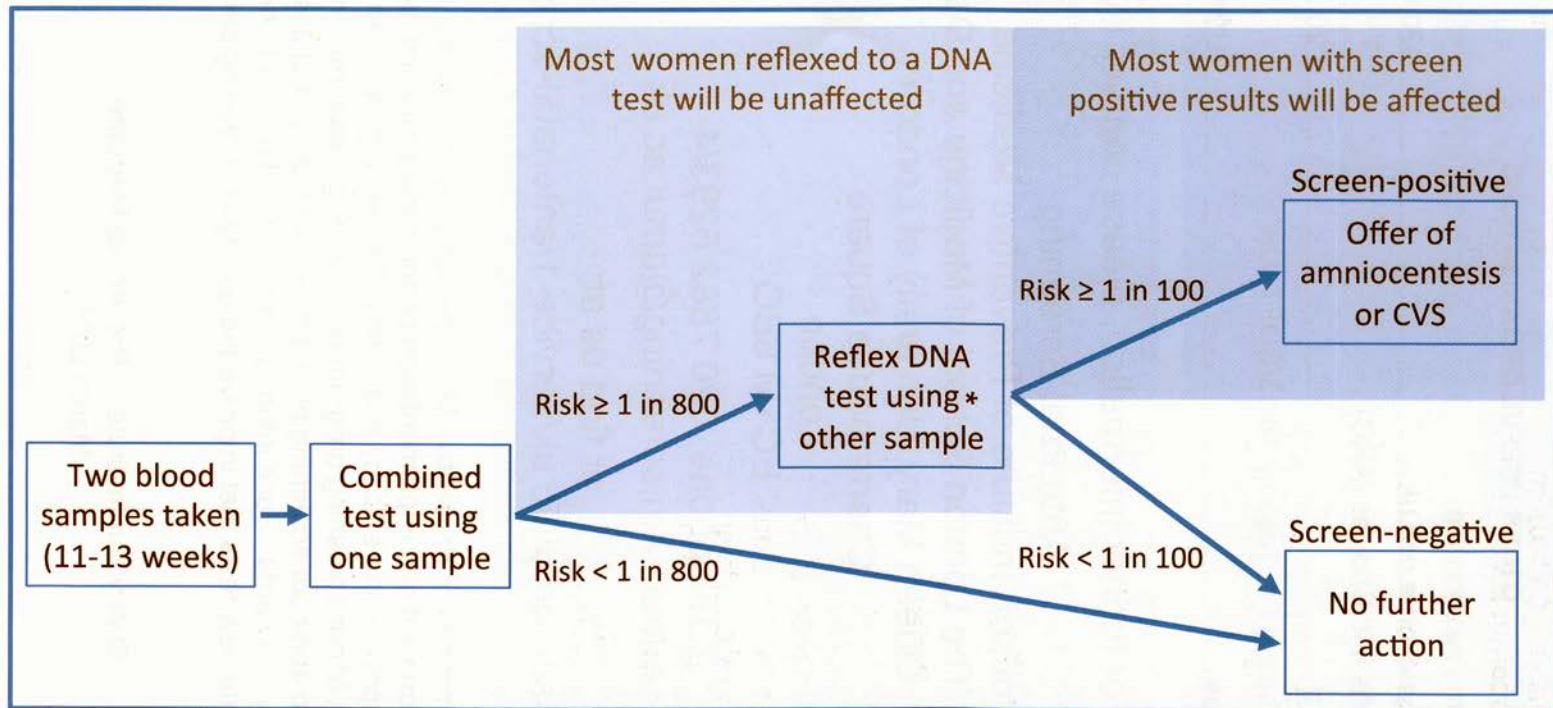 Most women reflexed to a DNA
test will be unaffected
Most women with screen
positive results will be affected
Screen-positive
Offer of
amniocentesis
or CVS
Risk ≥ 1 in 100
Reflex DNA
test using *
other sample
Risk ≥ 1 in 800
Two blood
samples taken
(11-13 weeks)
Combined
test using
one sample
Risk < 1 in 800
Risk < 1 in 100
Screen-negative
No further
action